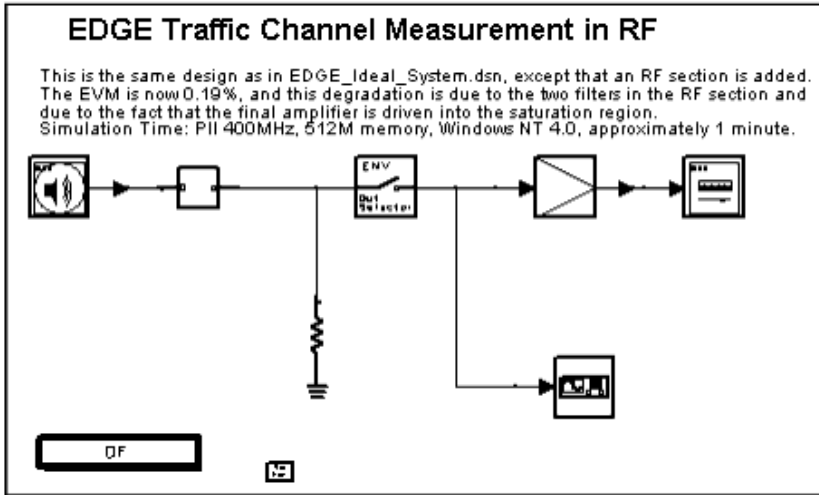 EDGE Traffic Channel Measurement in RF
This is the same design as in EDGE_Ideal_System.dsn, except that an RF section is added.
The EVM is now 0.19%, and this degradation is due to the two filters in the RF section and
due to the fact that the final amplifier is driven into the saturation region.
Simulation Time: PII 400MHz, 512M memory, Windows NT 4.0, approximately 1 minute.
ENV
Out
Selector
DF